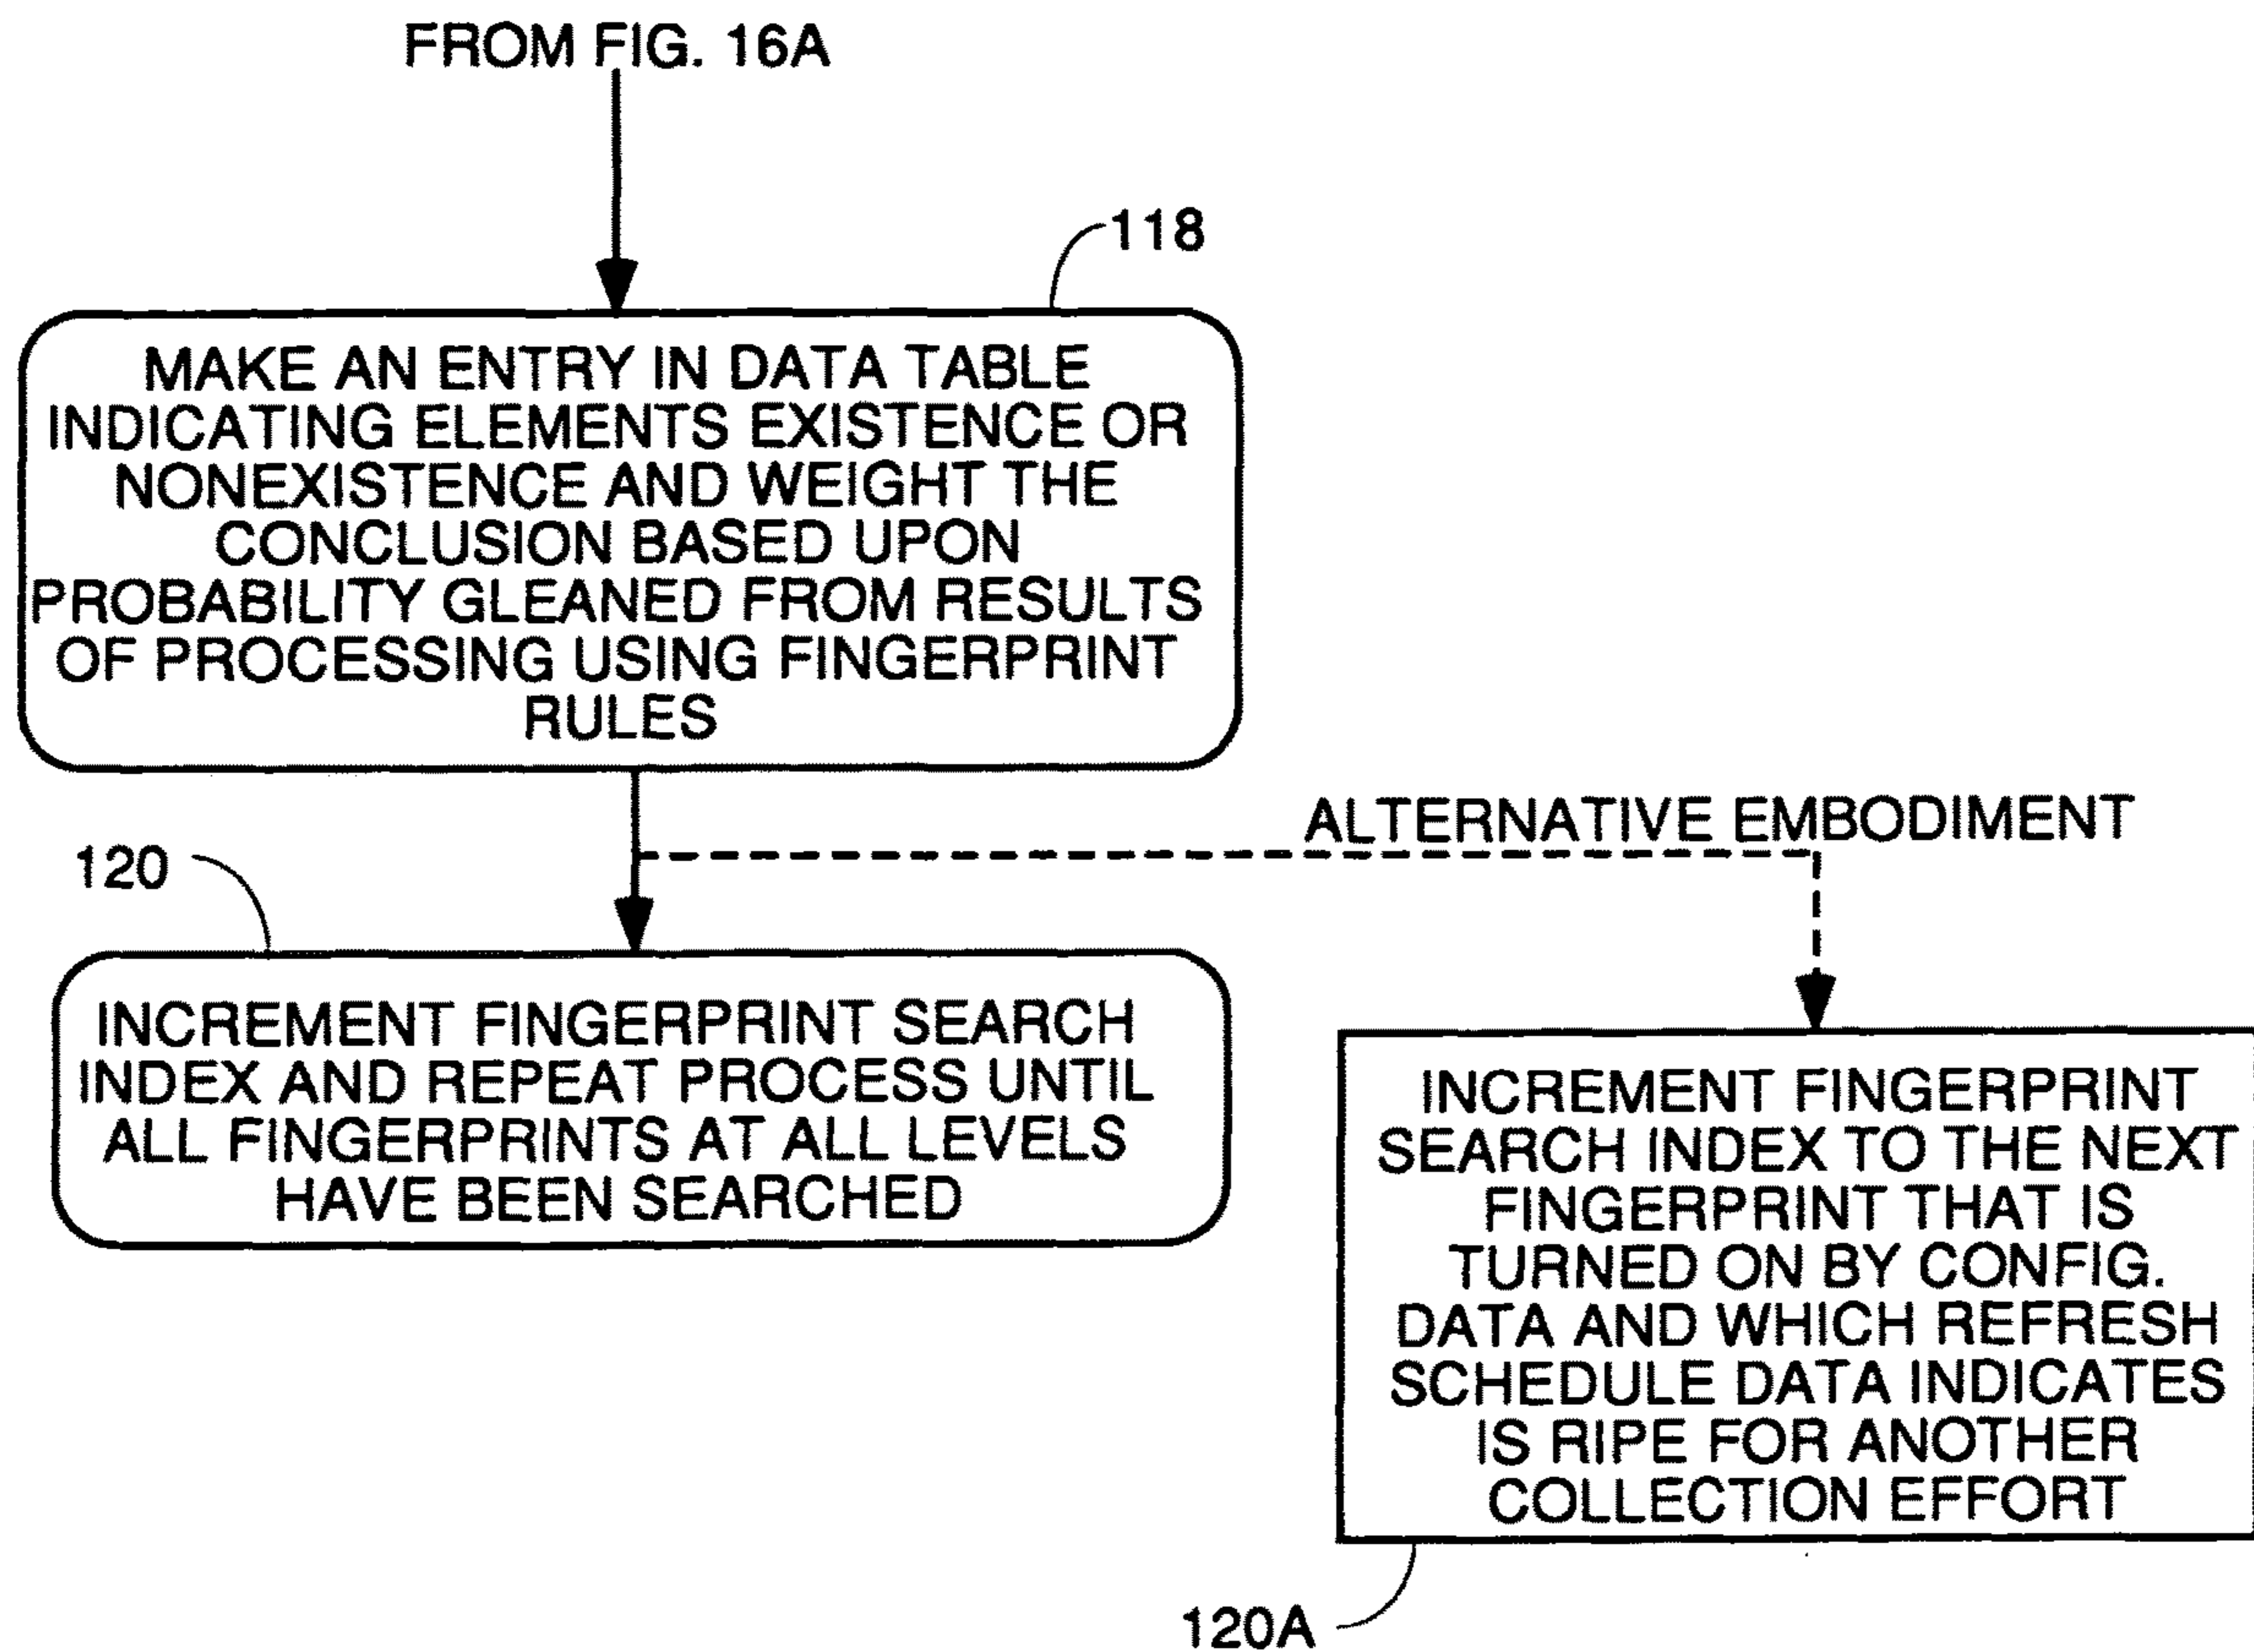 FROM FIG. 16A
118
MAKE AN ENTRY IN DATA TABLE
INDICATING ELEMENTS EXISTENCE OR
NONEXISTENCE AND WEIGHT THE
CONCLUSION BASED UPON
PROBABILITY GLEANED FROM RESULTS
OF PROCESSING USING FINGERPRINT
RULES
ALTERNATIVE EMBODIMENT
120
INCREMENT FINGERPRINT SEARCH
INDEX AND REPEAT PROCESS UNTIL
ALL FINGERPRINTS AT ALL LEVELS
HAVE BEEN SEARCHED
INCREMENT FINGERPRINT
SEARCH INDEX TO THE NEXT
FINGERPRINT THAT IS
TURNED ON BY CONFIG.
DATA AND WHICH REFRESH
SCHEDULE DATA INDICATES
IS RIPE FOR ANOTHER
COLLECTION EFFORT
120A